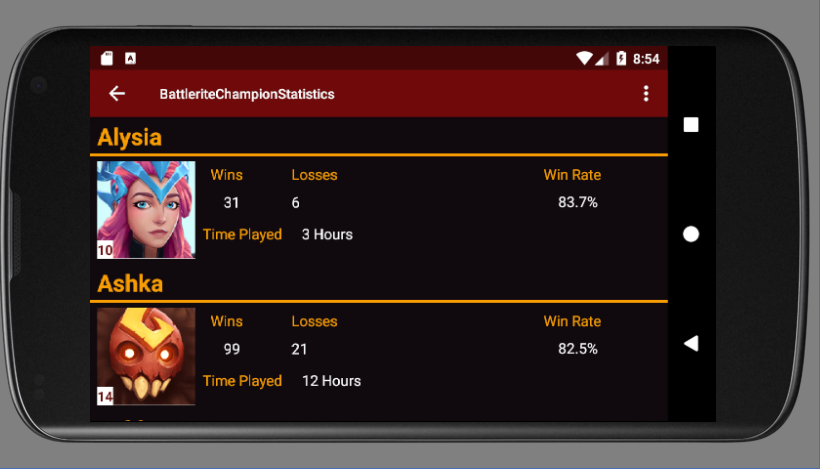 8:54
BattleriteChampionStatistics
Alysia
Wins Losses Win Rate
31 6 83.7%
Time Played 3 Hours
10
Ashka
Wins Losses Win Rate
99 21 82.5%
Time Played 12 Hours
14